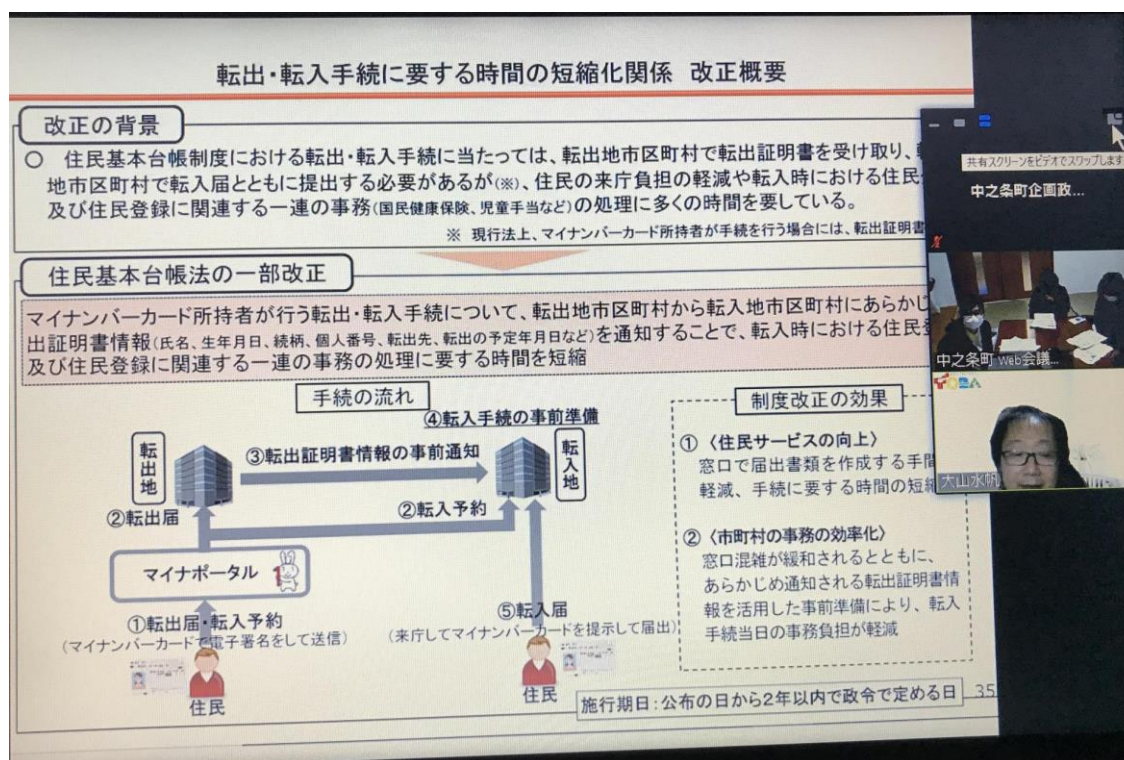 転出・転入手続に要する時間の短縮化関係 改正概要
改正の背景
○ 住民基本台帳制度における転出・転入手続に当たっては、転出地市区町村で転出証明書を受け取り、
地市区町村で転入届とともに提出する必要があるが(※)、住民の来庁負担の軽減や転入時における住民
及び住民登録に関連する一連の事務(国民健康保険、児童手当など)の処理に多くの時間を要している。
※ 現行法上、マイナンバーカード所持者が手続を行う場合には、転出証明書
住民基本台帳法の一部改正
マイナンバーカード所持者が行う転出・転入手続について、転出地市区町村から転入地市区町村にあらかじ
出証明書情報(氏名、生年月日、続柄、個人番号、転出先、転出の予定年月日など)を通知することで、転入時における住民
及び住民登録に関連する一連の事務の処理に要する時間を短縮
手続の流れ
④転入手続の事前準備
転出地
③転出証明書情報の事前通知
転入地
②転出届
②転入予約
マイナポータル
①転出届・転入予約
(マイナンバーカードで電子署名をして送信)
住民
⑤転入届
(来庁してマイナンバーカードを提示して届出)
住民
制度改正の効果
① 〈住民サービスの向上〉
窓口で届出書類を作成する手間
軽減、手続に要する時間の短縮
② 〈市町村の事務の効率化〉
窓口混雑が緩和されるとともに、
あらかじめ通知される転出証明書情
報を活用した事前準備により、転入
手続当日の事務負担が軽減
施行期日:公布の日から2年以内で政令で定める日
35
共有スクリーンをビデオでスワップします
中之条町企画政...
中之条町 Web会議...
大山水帆